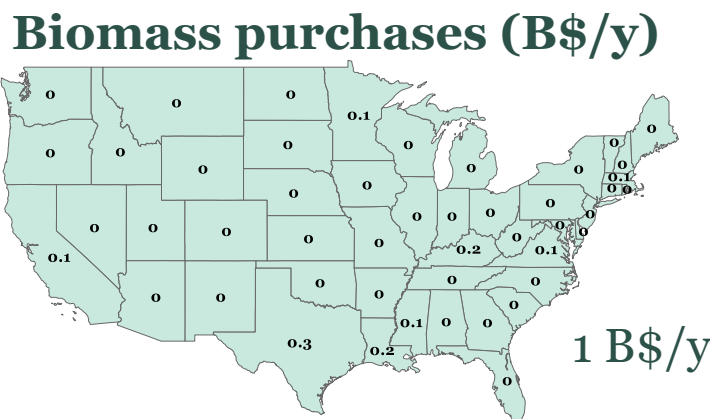 Biomass purchases (B$/y)
0 0 0 0.1 0 0 0 0
0 0 0 0 0 0 0.1 0 0
0 0 0 0 0 0 0
0.1 0 0 0 0 0 0 0 0 0.2 0 0.1 0 0 0
0 0 0 0 0 0 0
0.3 0.2 0.1 0 0 0
0
1 B$/y